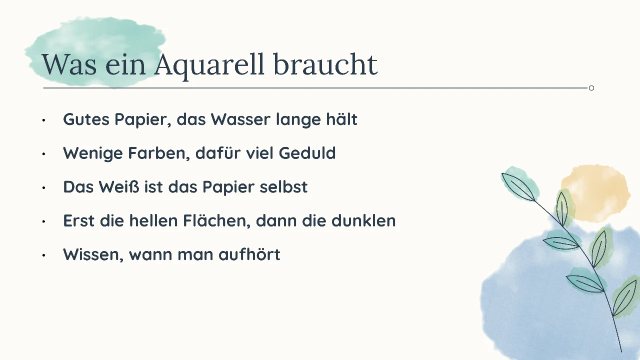 Was ein Aquarell braucht
· Gutes Papier, das Wasser lange hält
· Wenige Farben, dafür viel Geduld
· Das Weiß ist das Papier selbst
· Erst die hellen Flächen, dann die dunklen
· Wissen, wann man aufhört